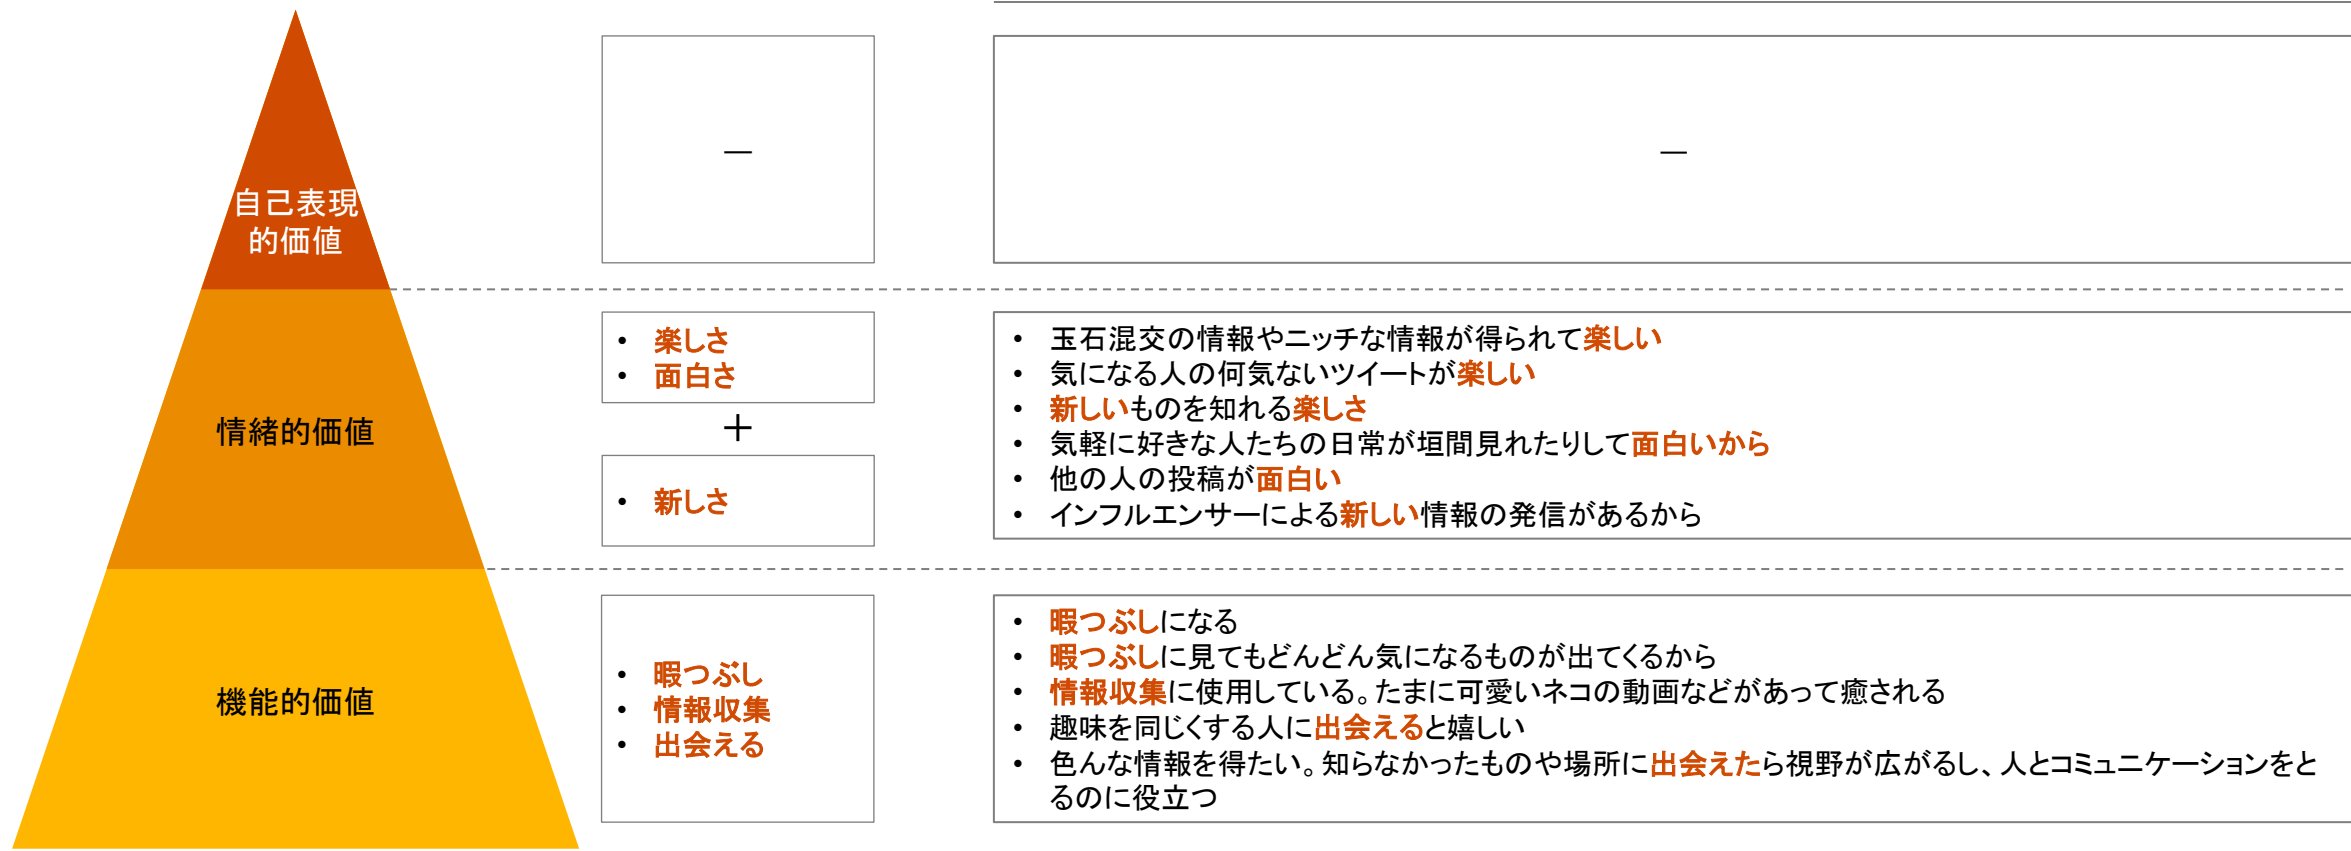 自己表現
的価値
—
—
情緒的価値
• 楽しさ
• 面白さ
＋
• 新しさ
• 玉石混交の情報やニッチな情報が得られて楽しい
• 気になる人の何気ないツイートが楽しい
• 新しいものを知れる楽しさ
• 気軽に好きな人たちの日常が垣間見れたりして面白いから
• 他の人の投稿が面白い
• インフルエンサーによる新しい情報の発信があるから
機能的価値
• 暇つぶし
• 情報収集
• 出会える
• 暇つぶしになる
• 暇つぶしに見てもどんどん気になるものが出てくるから
• 情報収集に使用している。たまに可愛いネコの動画などがあって癒される
• 趣味を同じくする人に出会えると嬉しい
• 色んな情報を得たい。知らなかったものや場所に出会えたら視野が広がるし、人とコミュニケーションをと
るのに役立つ